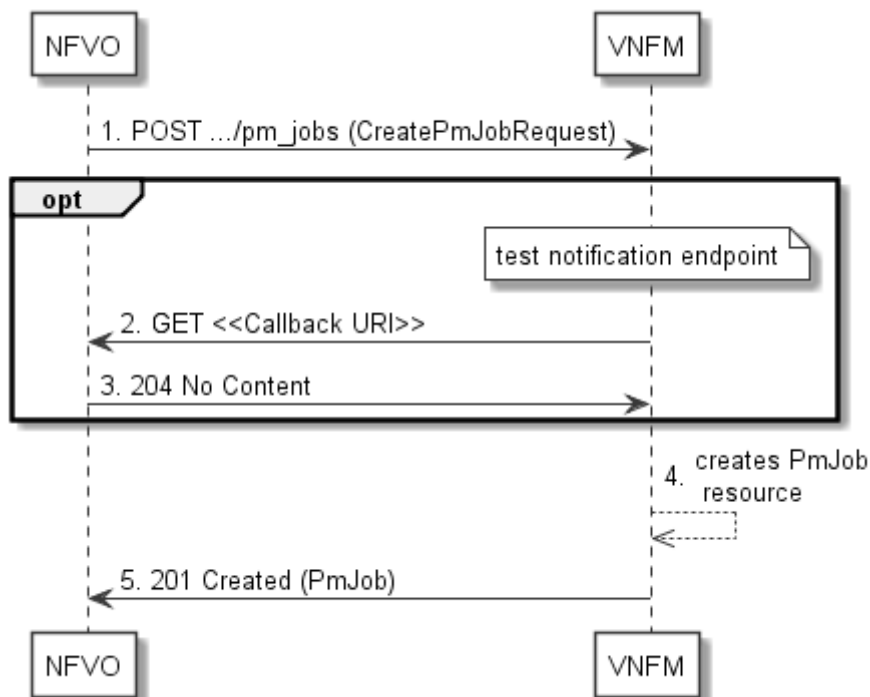 NFVO
VNFM
1. POST .../pm_jobs (CreatePmJobRequest)
opt
test notification endpoint
2. GET <<Callback URI>>
3. 204 No Content
4. creates PmJob
resource
5. 201 Created (PmJob)
NFVO
VNFM